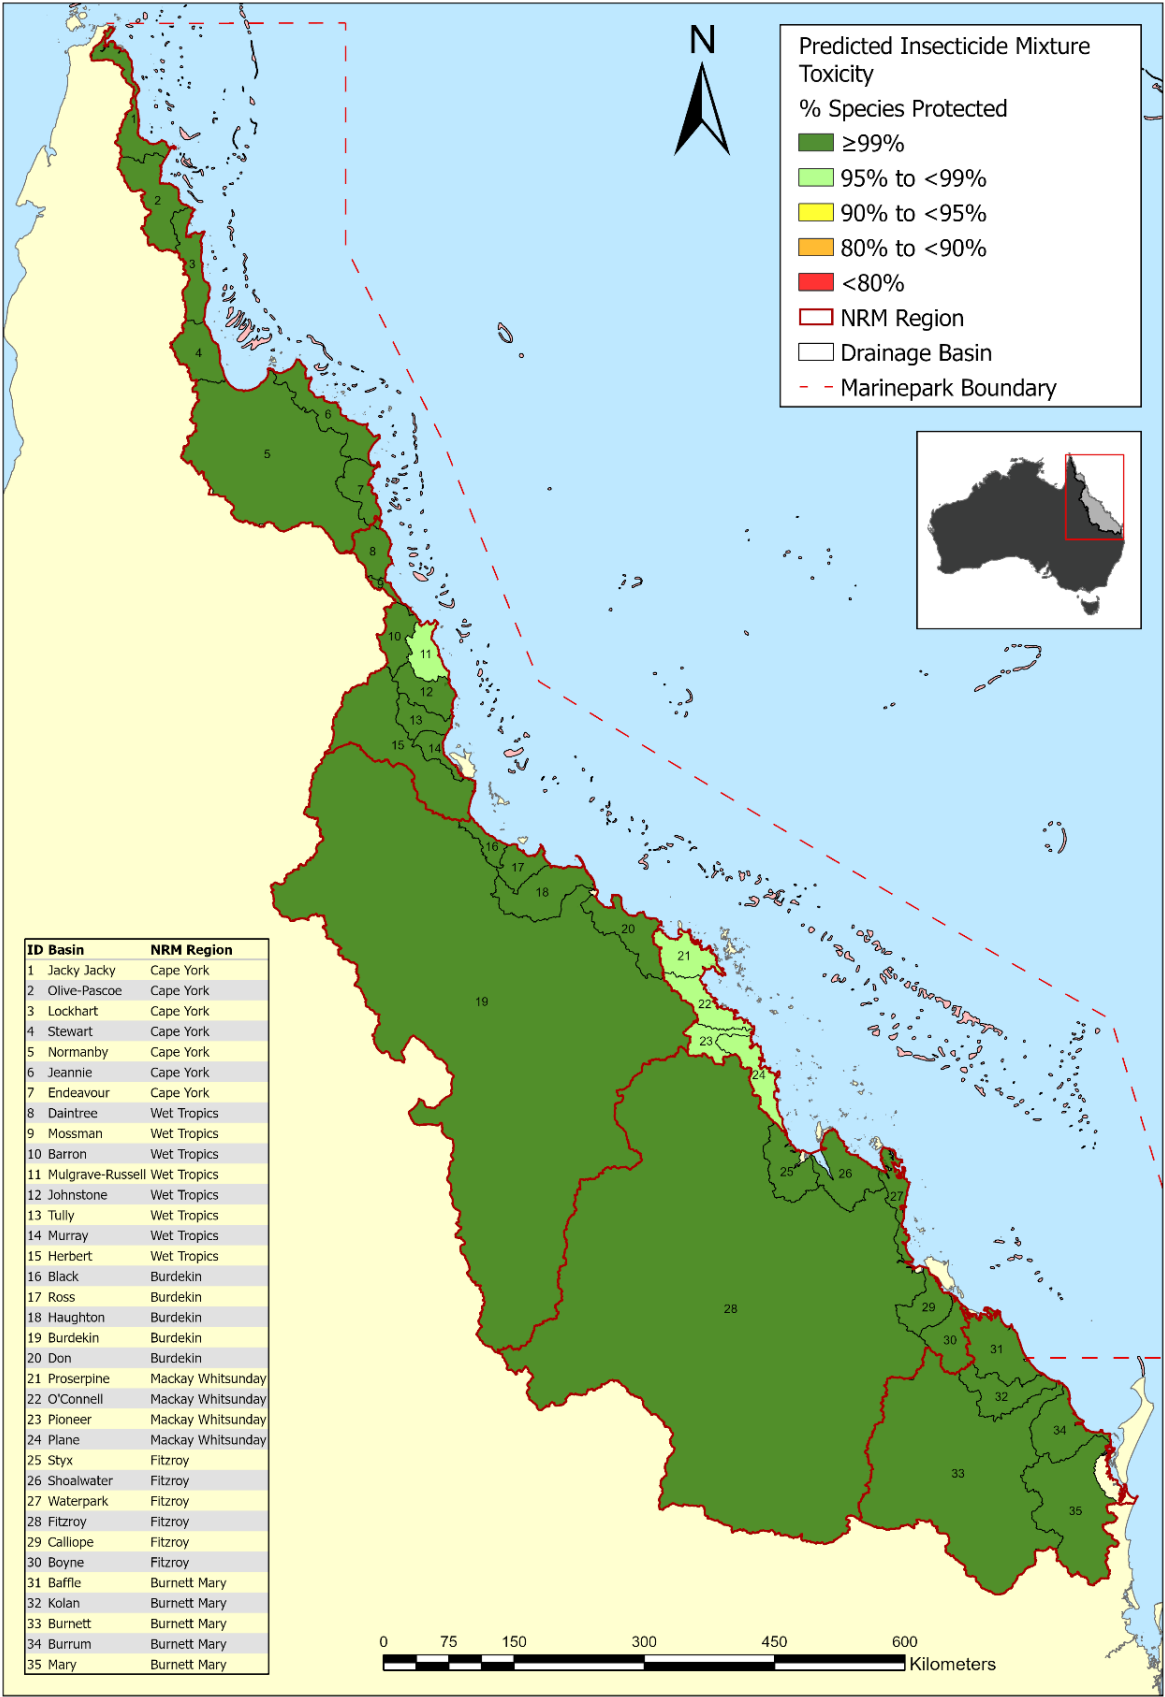 N
Predicted Insecticide Mixture
Toxicity
% Species Protected
≥99%
95% to <99%
90% to <95%
80% to <90%
<80%
NRM Region
Drainage Basin
Marinepark Boundary
1
2
3
4
5
6
7
8
9
10
11
12
13
14
15
16
17
18
19
20
21
22
23
24
25
26
27
28
29
30
31
32
33
34
35
ID Basin NRM Region
1 Jacky Jacky Cape York
2 Olive-Pascoe Cape York
3 Lockhart Cape York
4 Stewart Cape York
5 Normanby Cape York
6 Jeannie Cape York
7 Endeavour Cape York
8 Daintree Wet Tropics
9 Mossman Wet Tropics
10 Barron Wet Tropics
11 Mulgrave-Russell Wet Tropics
12 Johnstone Wet Tropics
13 Tully Wet Tropics
14 Murray Wet Tropics
15 Herbert Wet Tropics
16 Black Burdekin
17 Ross Burdekin
18 Haughton Burdekin
19 Burdekin Burdekin
20 Don Burdekin
21 Proserpine Mackay Whitsunday
22 O'Connell Mackay Whitsunday
23 Pioneer Mackay Whitsunday
24 Plane Mackay Whitsunday
25 Styx Fitzroy
26 Shoalwater Fitzroy
27 Waterpark Fitzroy
28 Fitzroy Fitzroy
29 Calliope Fitzroy
30 Boyne Fitzroy
31 Baffle Burnett Mary
32 Kolan Burnett Mary
33 Burnett Burnett Mary
34 Burrum Burnett Mary
35 Mary Burnett Mary
0 75 150 300 450 600
Kilometers